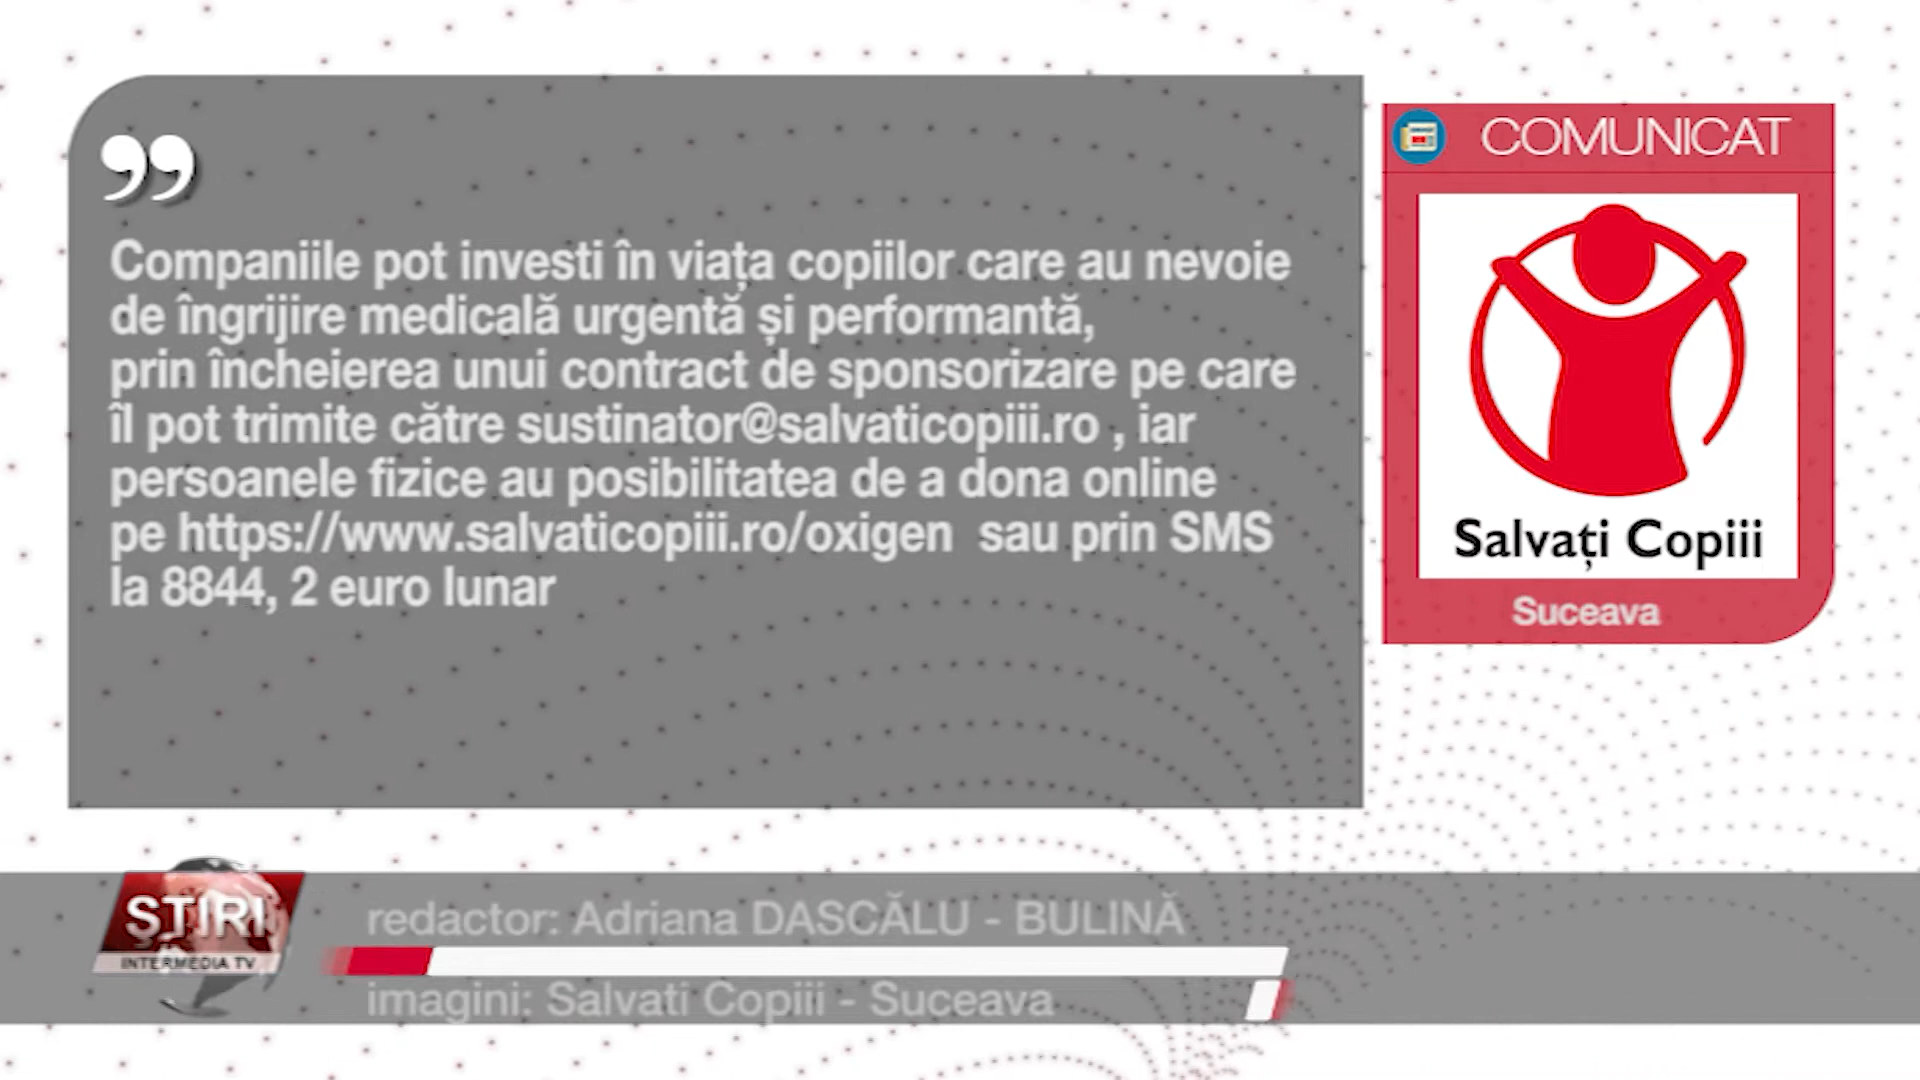 Companiile pot investi în viața copiilor care au nevoie
de îngrijire medicală urgentă și performantă,
prin încheierea unui contract de sponsorizare pe care
îl pot trimite către sustinator@salvaticopiii.ro , iar
persoanele fizice au posibilitatea de a dona online
pe https://www.salvaticopiii.ro/oxigen sau prin SMS
la 8844, 2 euro lunar
COMUNICAT
Salvați Copiii
Suceava
ȘTIRI
INTERMEDIA TV
redactor: Adriana DASCĂLU - BULINĂ
imagini: Salvati Copiii - Suceava